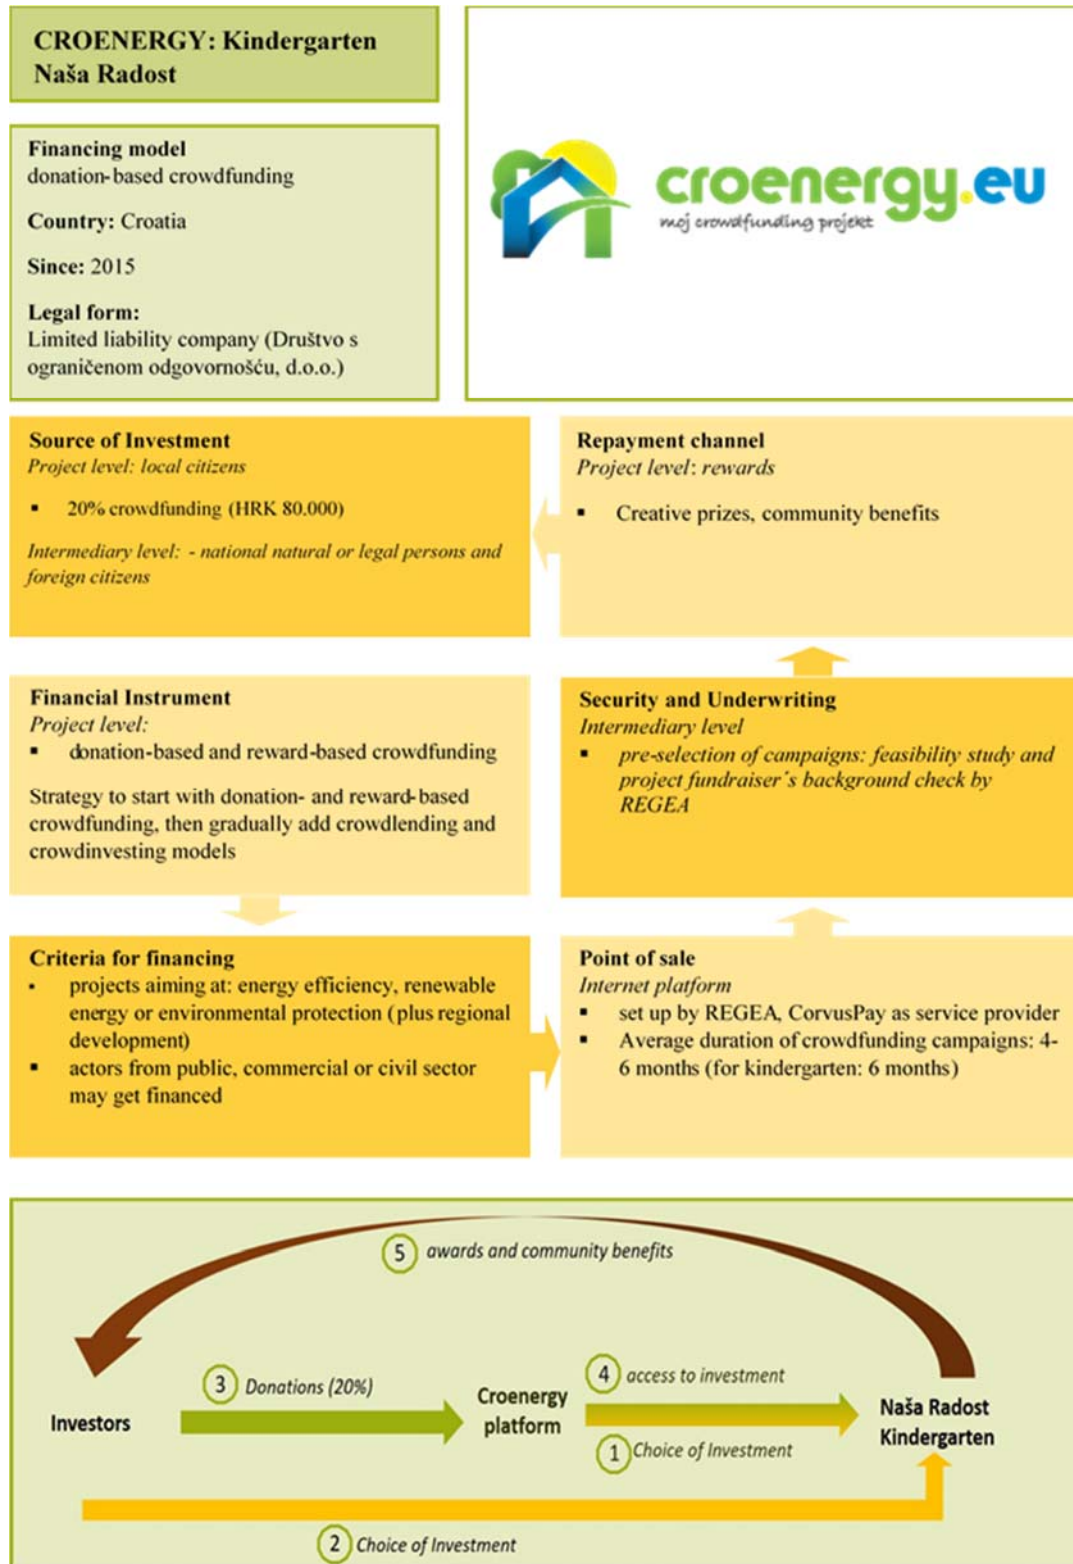 CROENERGY: Kindergarten
Naša Radost
Financing model
donation-based crowdfunding
Country: Croatia
Since: 2015
Legal form:
Limited liability company (Društvo s
ograničenom odgovornošću, d.o.o.)
croenergy.eu
moj crowdfunding projekt
Source of Investment
Project level: local citizens
▪ 20% crowdfunding (HRK 80.000)
Intermediary level: - national natural or legal persons and
foreign citizens
Repayment channel
Project level: rewards
▪ Creative prizes, community benefits
Financial Instrument
Project level:
▪ donation-based and reward-based crowdfunding
Strategy to start with donation- and reward-based
crowdfunding, then gradually add crowdlending and
crowdinvesting models
Security and Underwriting
Intermediary level
▪ pre-selection of campaigns: feasibility study and
project fundraiser´s background check by
REGEA
Criteria for financing
▪ projects aiming at: energy efficiency, renewable
energy or environmental protection (plus regional
development)
▪ actors from public, commercial or civil sector
may get financed
Point of sale
Internet platform
▪ set up by REGEA, CorvusPay as service provider
▪ Average duration of crowdfunding campaigns: 4-
6 months (for kindergarten: 6 months)
5 awards and community benefits
3 Donations (20%)
4 access to investment
Investors
Croenergy
platform
Naša Radost
Kindergarten
1 Choice of Investment
2 Choice of Investment